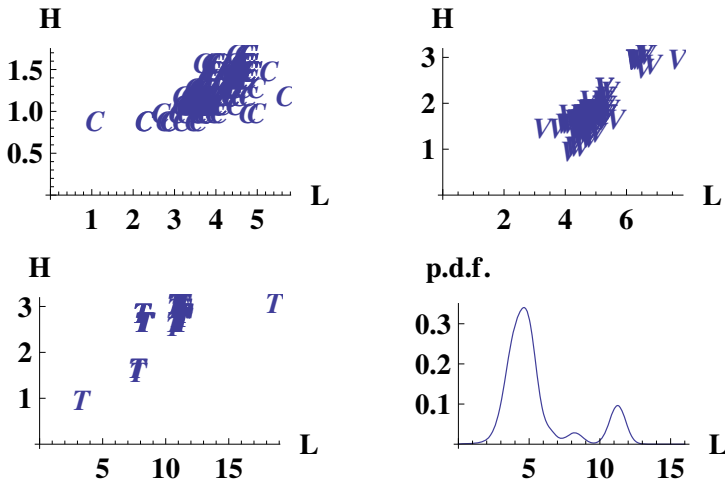 H
1.5
1.0
0.5
C C C C C C C
1 2 3 4 5
L
H
3
2
1
V V V V V V V
2 4 6
L
H
3
2
1
T T T T T T
5 10 15
L
p.d.f.
0.3
0.2
0.1
5 10 15
L